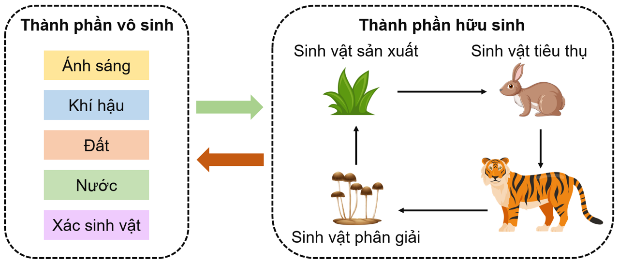 Thành phần vô sinh
Ánh sáng
Khí hậu
Đất
Nước
Xác sinh vật
Thành phần hữu sinh
Sinh vật sản xuất
Sinh vật tiêu thụ
Sinh vật phân giải